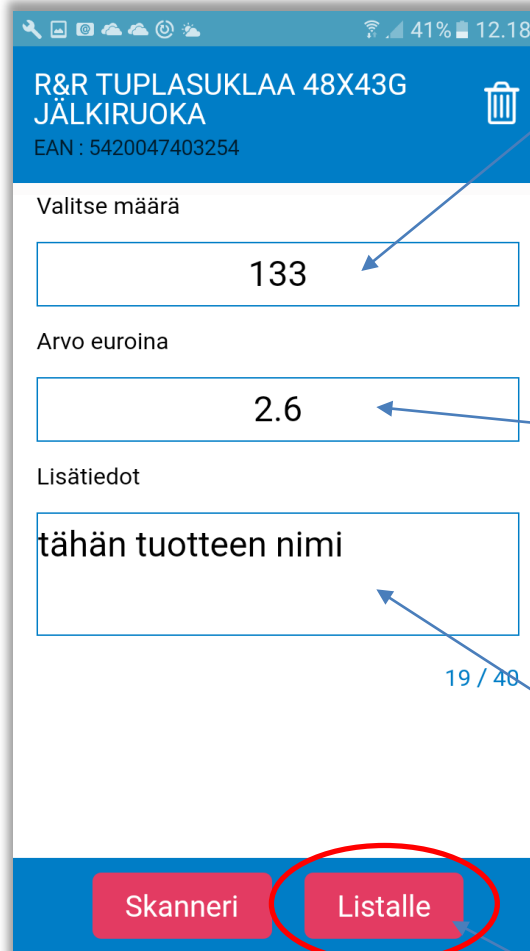 41% 12.18
R&R TUPLASUKLAA 48X43G
JÄLKIRUOKA
EAN : 5420047403254
Valitse määrä
133
Arvo euroina
2.6
Lisätiedot
tähän tuotteen nimi
19 / 40
Skanneri Listalle